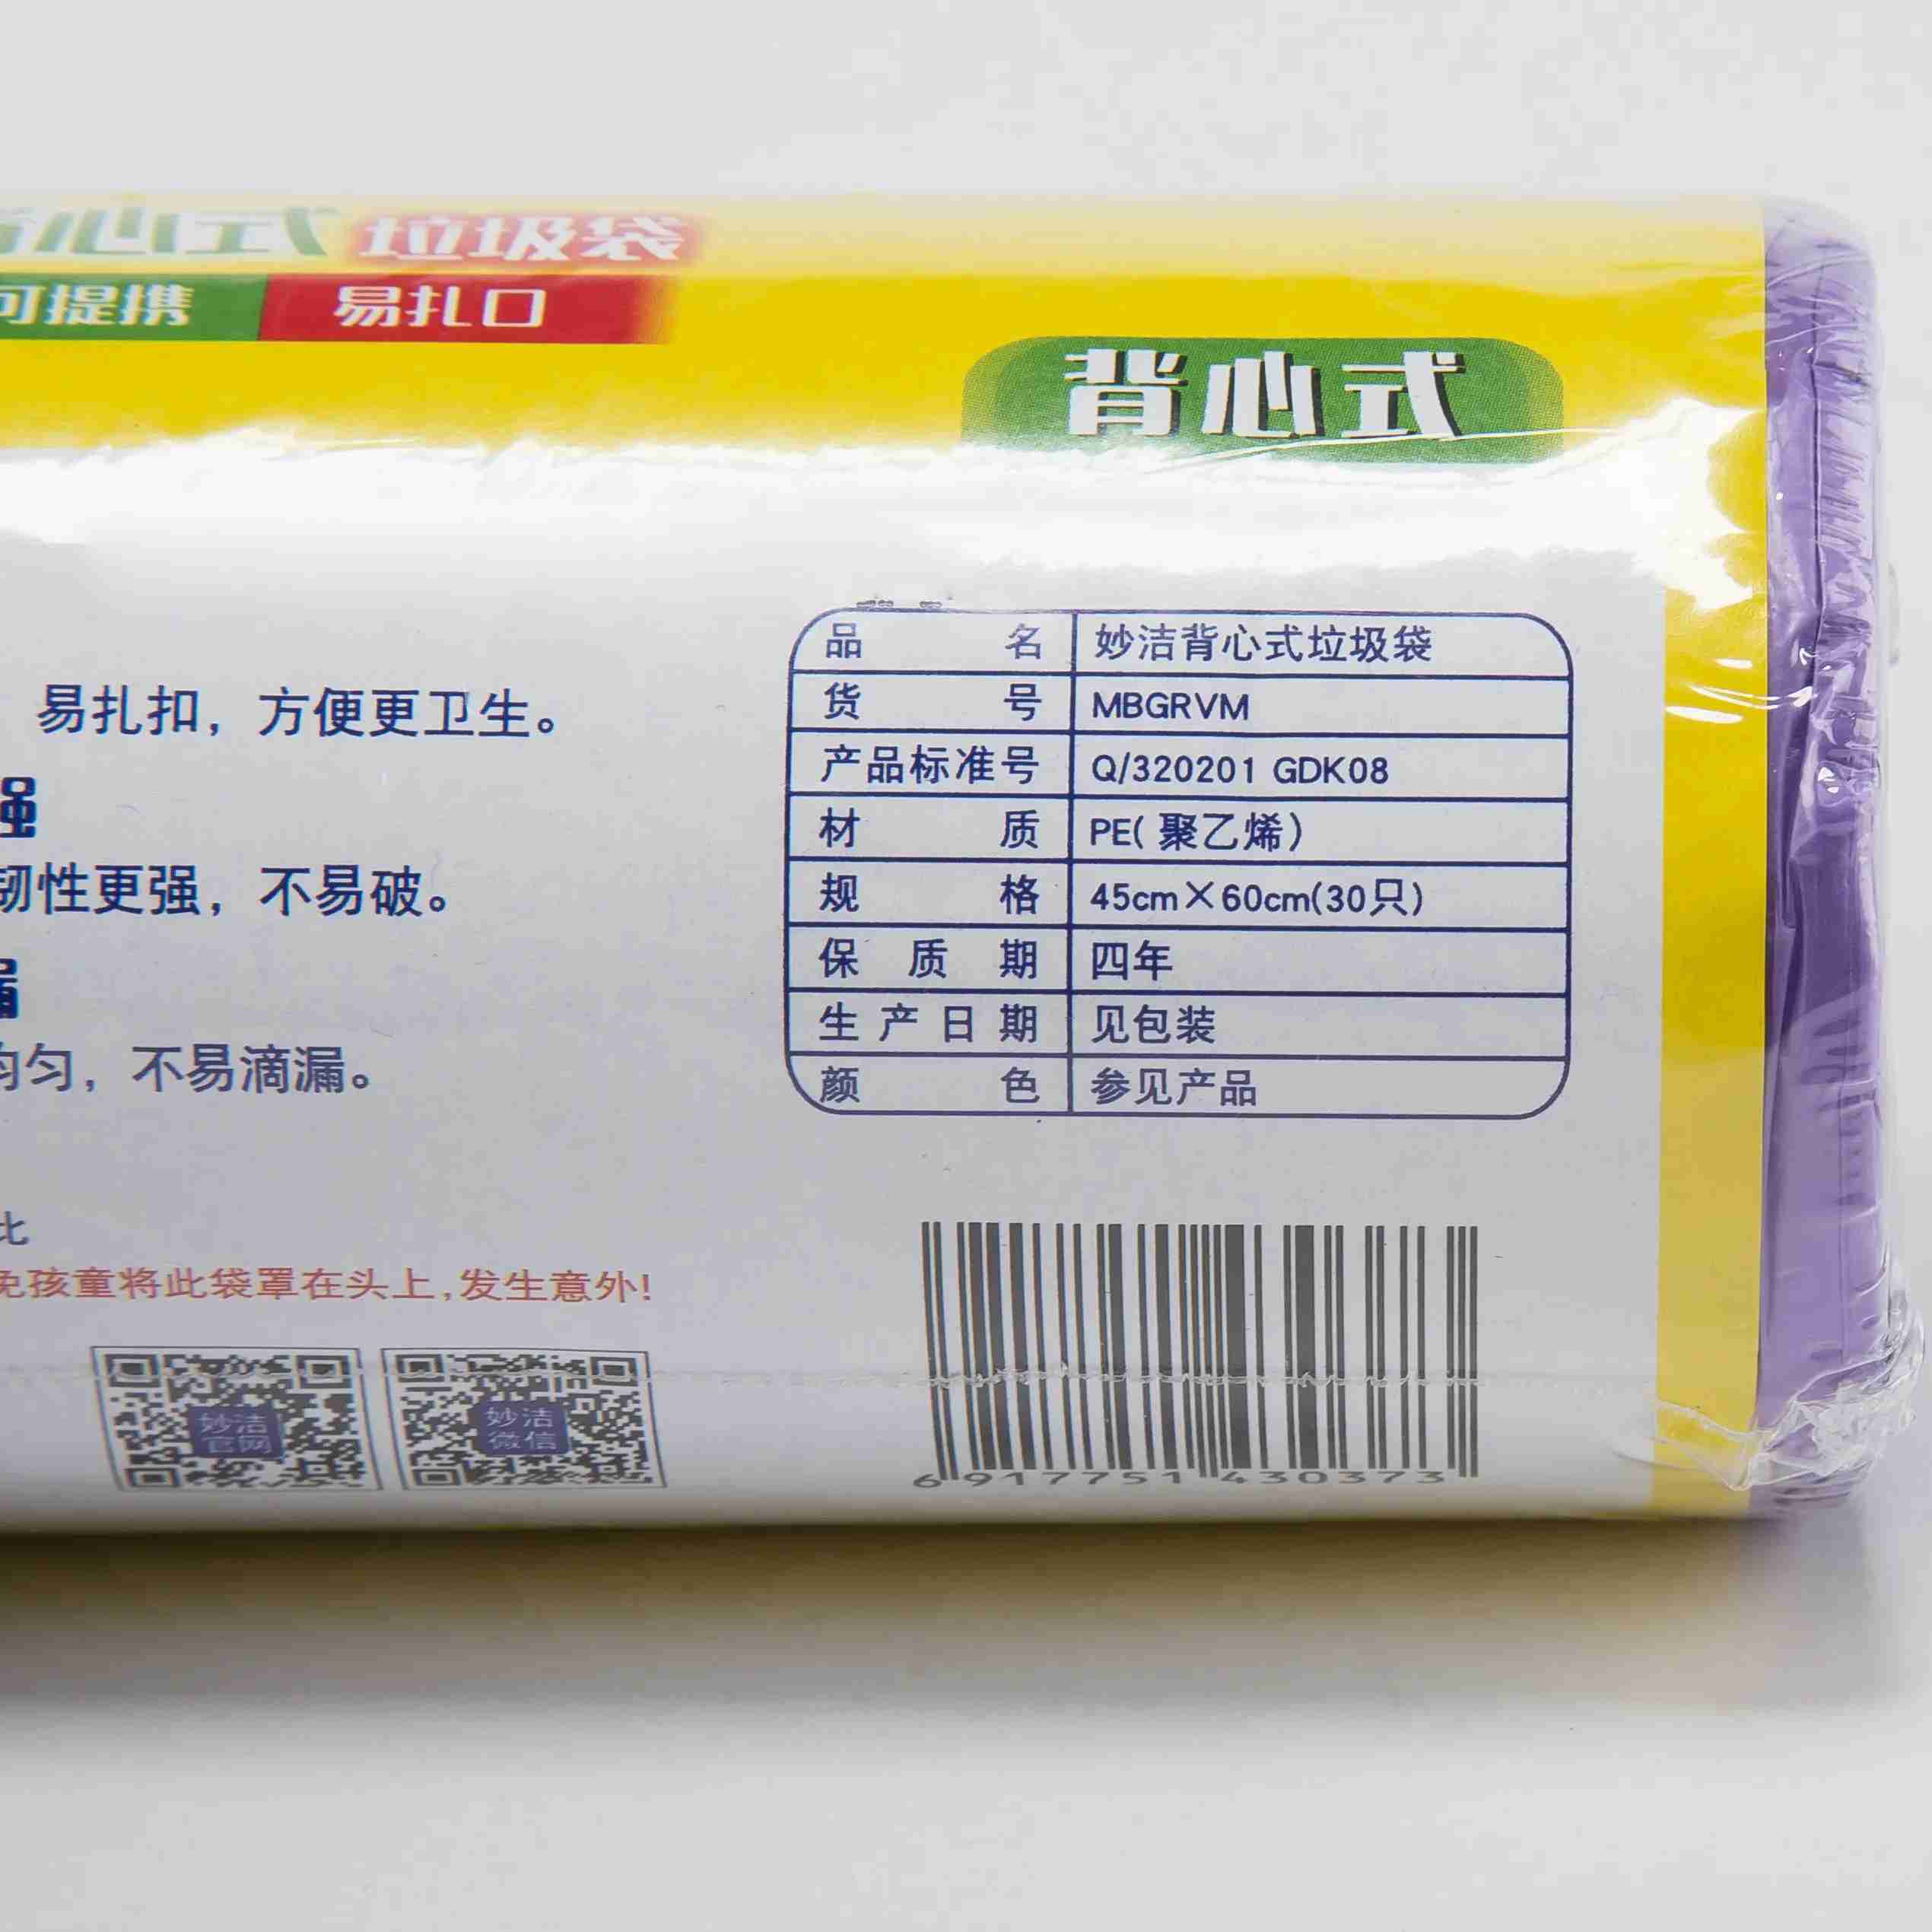 背心式 垃圾袋
可提携 易扎口
背心式
易扎扣，方便更卫生。
强
韧性更强，不易破。
漏
均匀，不易滴漏。
比
免孩童将此袋罩在头上,发生意外!
妙洁官网
妙洁微信
品名 妙洁背心式垃圾袋
货号 MBGRVM
产品标准号 Q/320201 GDK08
材质 PE(聚乙烯)
规格 45cm×60cm(30只)
保质期 四年
生产日期 见包装
颜色 参见产品
6 917751 430373